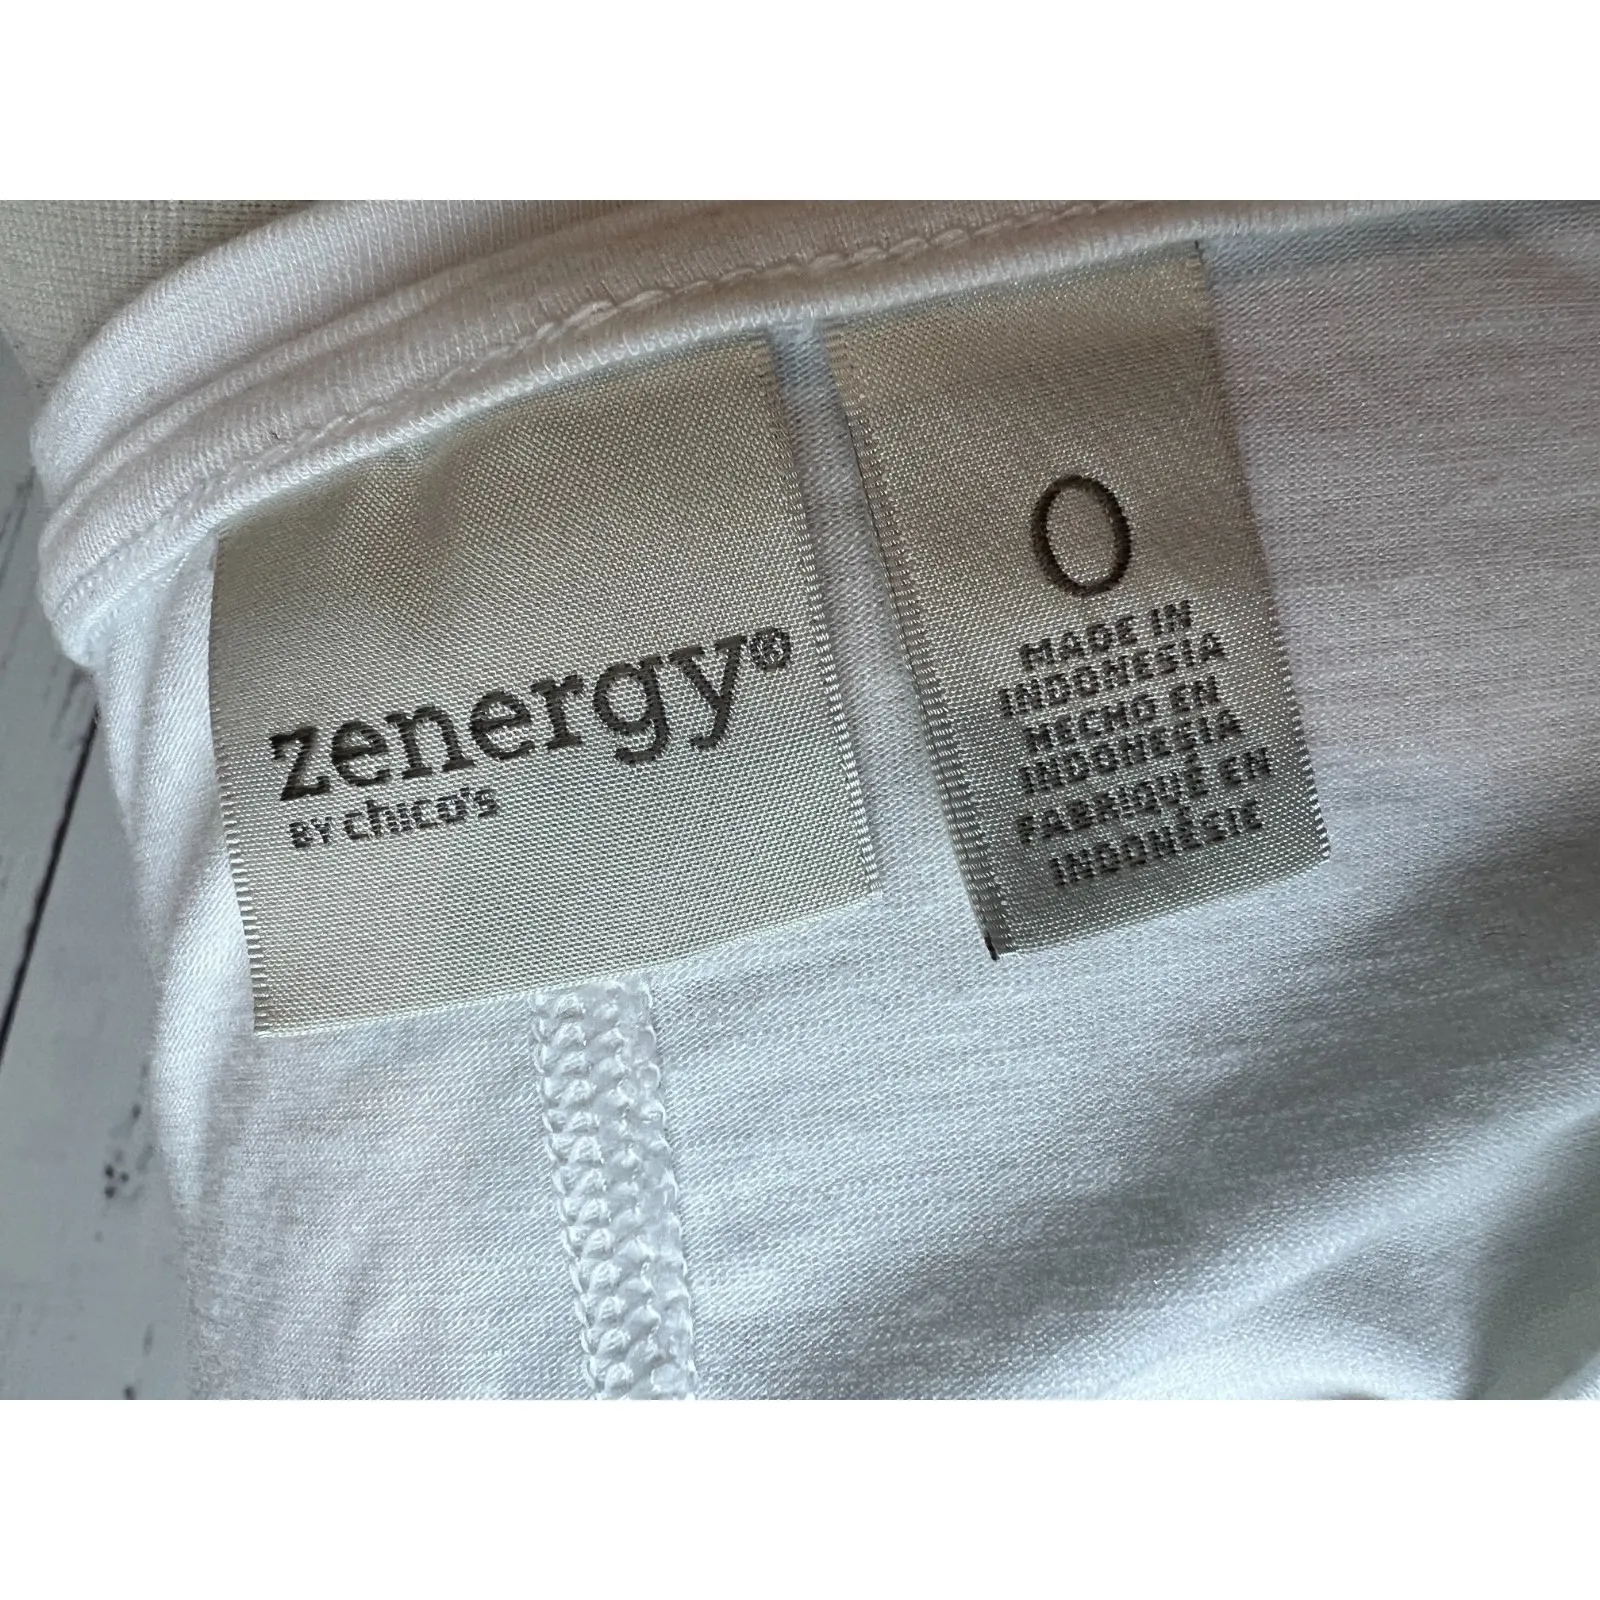 zenergy®
BY chico's
0
MADE IN
INDONESIA
HECHO EN
INDONESIA
FABRIQUÉ EN
INDONÉSIE